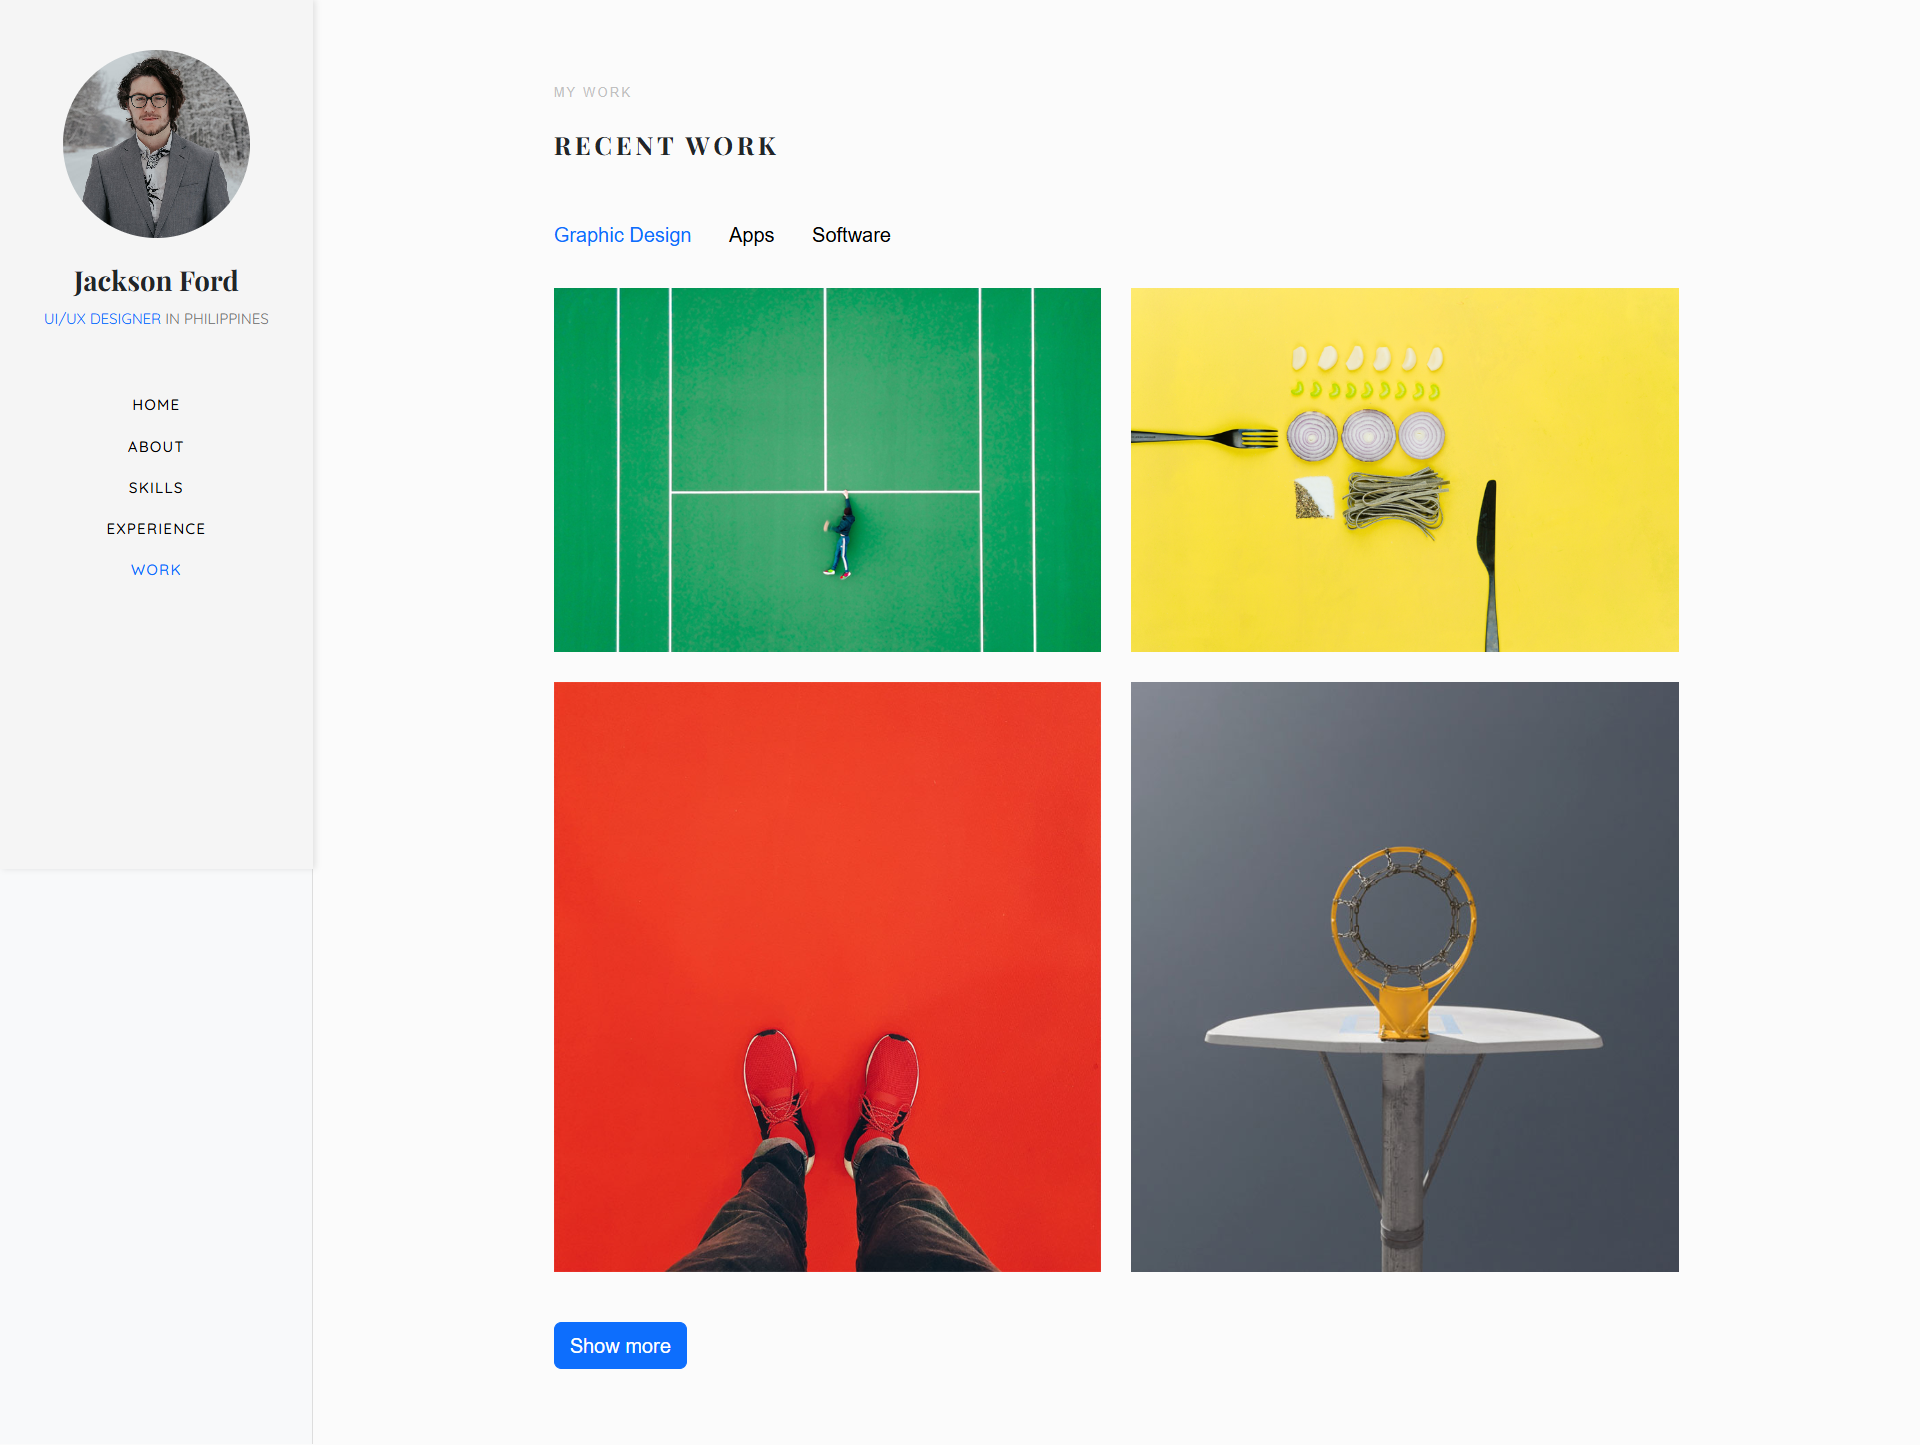 Jackson Ford
UI/UX DESIGNER IN PHILIPPINES
HOME
ABOUT
SKILLS
EXPERIENCE
WORK
MY WORK
RECENT WORK
Graphic Design Apps Software
Show more